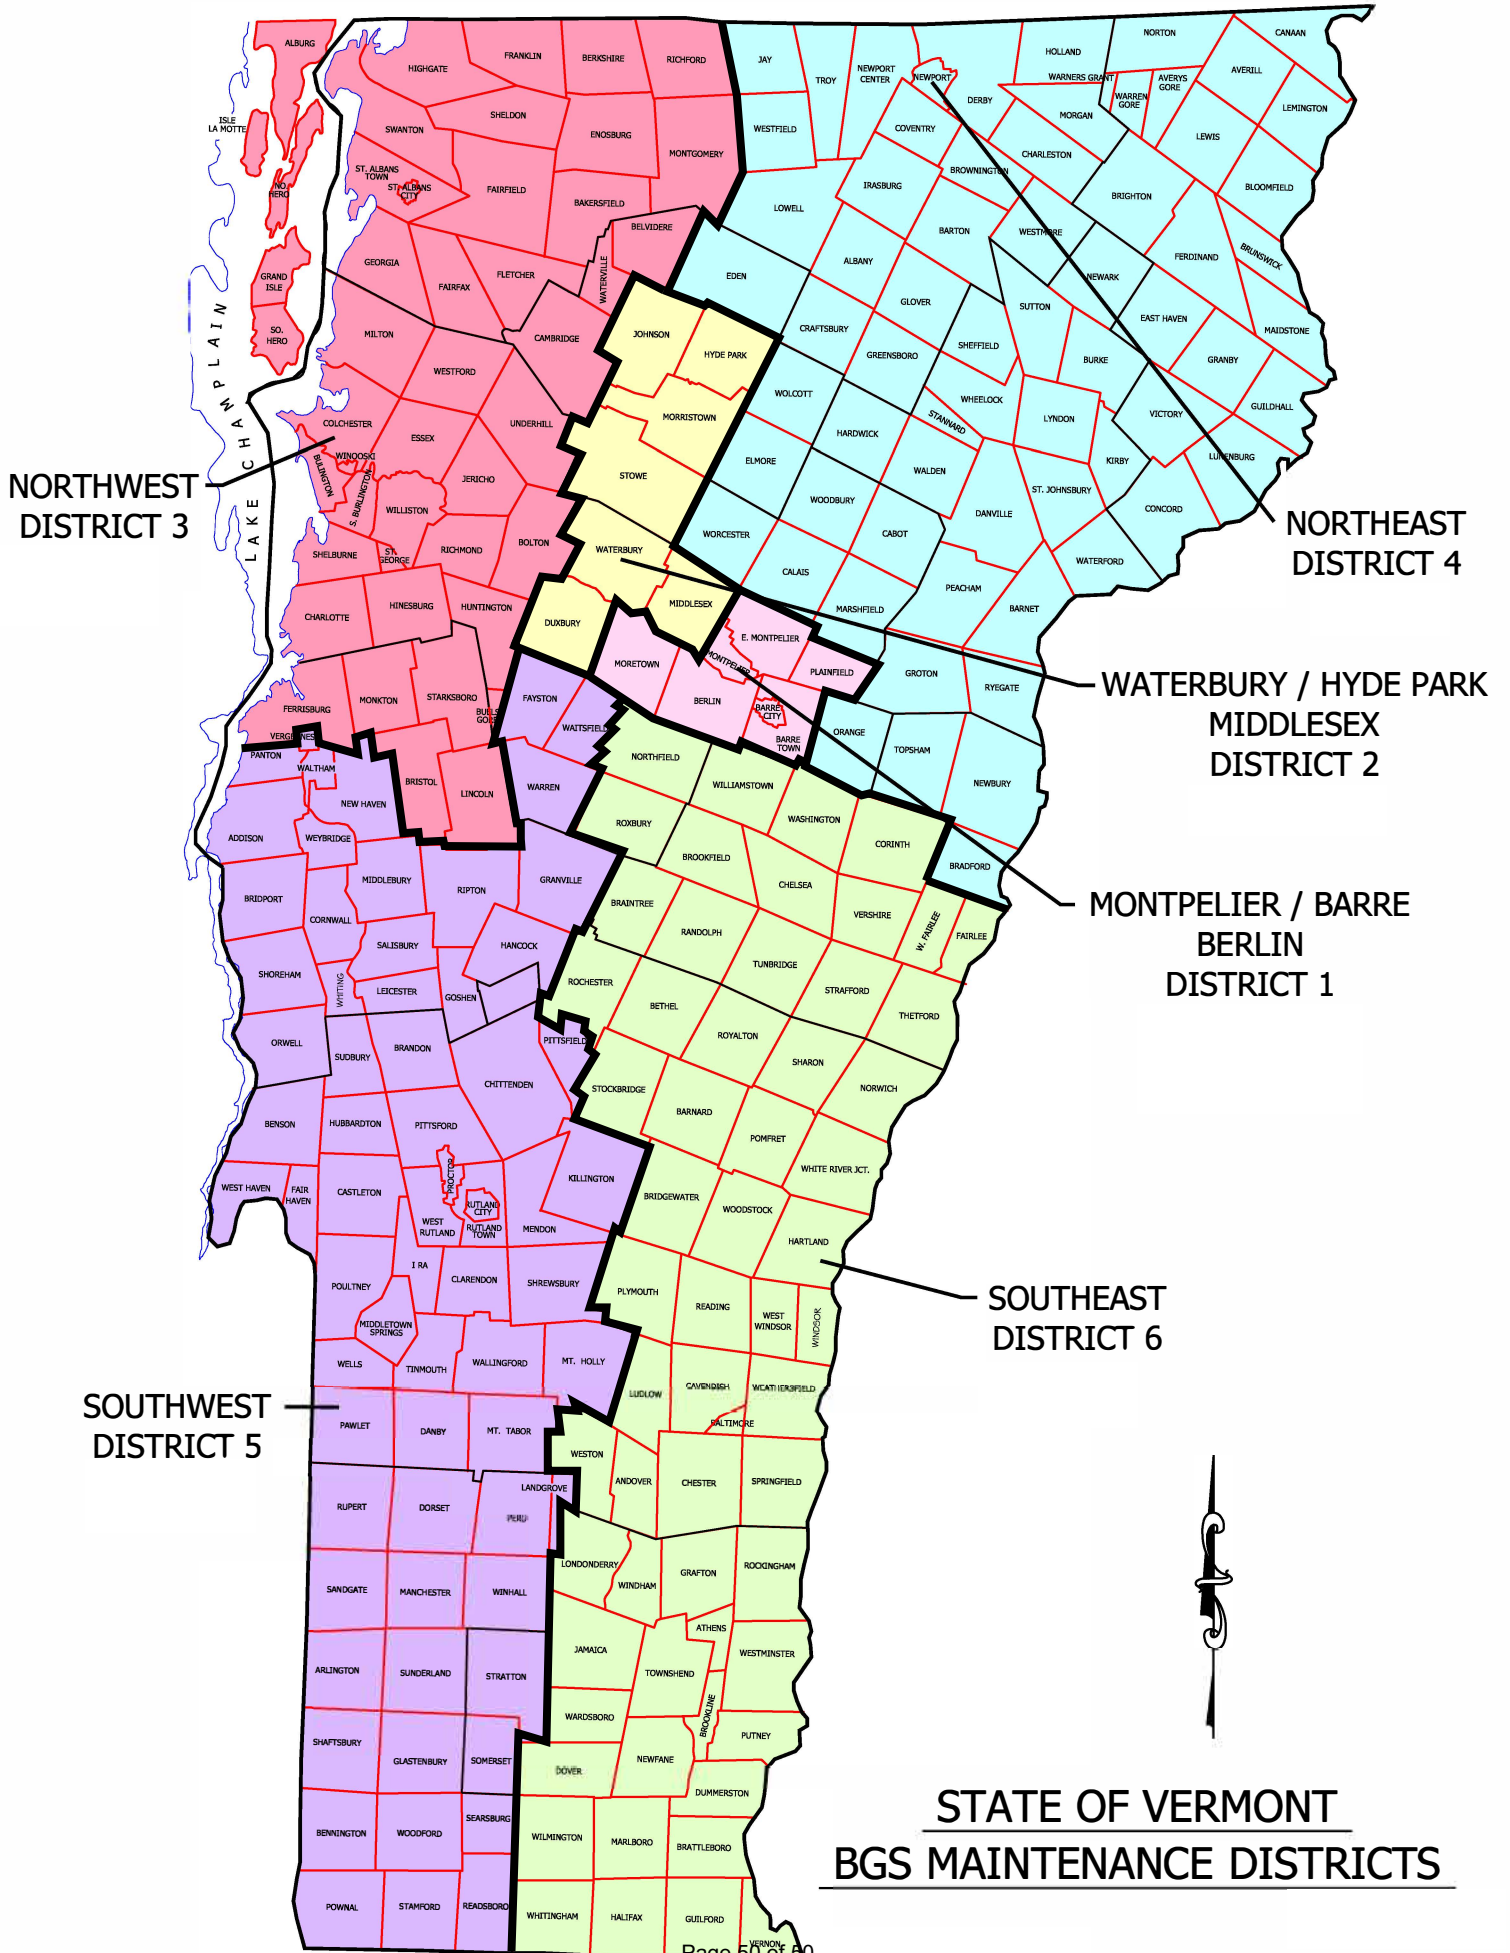 ALBURG
ISLE
LA MOTTE
NO.
HERO
GRAND
ISLE
SO.
HERO
LAKE CHAMPLAIN
HIGHGATE
FRANKLIN
BERKSHIRE
RICHFORD
SWANTON
SHELDON
ENOSBURG
MONTGOMERY
ST. ALBANS
TOWN
ST. ALBANS
CITY
FAIRFIELD
BAKERSFIELD
BELVIDERE
WATERVILLE
GEORGIA
FAIRFAX
FLETCHER
CAMBRIDGE
MILTON
WESTFORD
UNDERHILL
COLCHESTER
ESSEX
WINOOSKI
BULINGTON
S. BURLINGTON
JERICHO
WILLISTON
SHELBURNE
ST.
GEORGE
RICHMOND
BOLTON
CHARLOTTE
HINESBURG
HUNTINGTON
FERRISBURG
MONKTON
STARKSBORO
BUELS
GORE
BRISTOL
LINCOLN
NORTHWEST
DISTRICT 3
JAY
TROY
NEWPORT
CENTER
NEWPORT
DERBY
HOLLAND
NORTON
CANAAN
WARNERS GRANT
WARREN
GORE
AVERYS
GORE
AVERILL
LEMINGTON
WESTFIELD
COVENTRY
MORGAN
LEWIS
CHARLESTON
BROWNINGTON
IRASBURG
BRIGHTON
BLOOMFIELD
LOWELL
BARTON
WESTMORE
FERDINAND
BRUNSWICK
EDEN
ALBANY
NEWARK
GLOVER
SUTTON
EAST HAVEN
MAIDSTONE
CRAFTSBURY
GREENSBORO
SHEFFIELD
BURKE
GRANBY
WOLCOTT
WHEELOCK
STANNARD
LYNDON
VICTORY
GUILDHALL
HARDWICK
ELMORE
WALDEN
KIRBY
LUNENBURG
WOODBURY
ST. JOHNSBURY
DANVILLE
CONCORD
WORCESTER
CABOT
CALAIS
PEACHAM
WATERFORD
MARSHFIELD
BARNET
GROTON
RYEGATE
ORANGE
TOPSHAM
NEWBURY
BRADFORD
NORTHEAST
DISTRICT 4
JOHNSON
HYDE PARK
MORRISTOWN
STOWE
WATERBURY
MIDDLESEX
DUXBURY
WATERBURY / HYDE PARK
MIDDLESEX
DISTRICT 2
MORETOWN
E. MONTPELIER
MONTPELIER
PLAINFIELD
BERLIN
BARRE
CITY
BARRE
TOWN
MONTPELIER / BARRE
BERLIN
DISTRICT 1
FAYSTON
WAITSFIELD
WARREN
VERGENNES
PANTON
WALTHAM
NEW HAVEN
ADDISON
WEYBRIDGE
MIDDLEBURY
RIPTON
GRANVILLE
BRIDPORT
CORNWALL
SALISBURY
HANCOCK
SHOREHAM
WHITING
LEICESTER
GOSHEN
ORWELL
SUDBURY
BRANDON
CHITTENDEN
PITTSFIELD
BENSON
HUBBARDTON
PITTSFORD
WEST HAVEN
FAIR
HAVEN
CASTLETON
PROCTOR
RUTLAND
CITY
WEST
RUTLAND
RUTLAND
TOWN
MENDON
KILLINGTON
POULTNEY
I RA
CLARENDON
SHREWSBURY
MIDDLETOWN
SPRINGS
WELLS
TINMOUTH
WALLINGFORD
MT. HOLLY
PAWLET
DANBY
MT. TABOR
LANDGROVE
RUPERT
DORSET
PERU
SANDGATE
MANCHESTER
WINHALL
ARLINGTON
SUNDERLAND
STRATTON
SHAFTSBURY
GLASTENBURY
SOMERSET
BENNINGTON
WOODFORD
SEARSBURG
POWNAL
STAMFORD
READSBORO
SOUTHWEST
DISTRICT 5
NORTHFIELD
WILLIAMSTOWN
ROXBURY
WASHINGTON
BROOKFIELD
CORINTH
BRAINTREE
CHELSEA
VERSHIRE
W. FAIRLEE
FAIRLEE
RANDOLPH
TUNBRIDGE
ROCHESTER
STRAFFORD
BETHEL
THETFORD
ROYALTON
SHARON
STOCKBRIDGE
NORWICH
BARNARD
POMFRET
WHITE RIVER JCT.
BRIDGEWATER
WOODSTOCK
HARTLAND
PLYMOUTH
READING
WEST
WINDSOR
WINDSOR
LUDLOW
CAVENDISH
WEATHERSFIELD
BALTIMORE
WESTON
ANDOVER
CHESTER
SPRINGFIELD
LONDONDERRY
WINDHAM
GRAFTON
ROCKINGHAM
JAMAICA
ATHENS
TOWNSHEND
WESTMINSTER
WARDSBORO
BROOKLINE
PUTNEY
DOVER
NEWFANE
DUMMERSTON
WILMINGTON
MARLBORO
BRATTLEBORO
WHITINGHAM
HALIFAX
GUILFORD
VERNON
SOUTHEAST
DISTRICT 6
STATE OF VERMONT
BGS MAINTENANCE DISTRICTS
Page 50 of 50